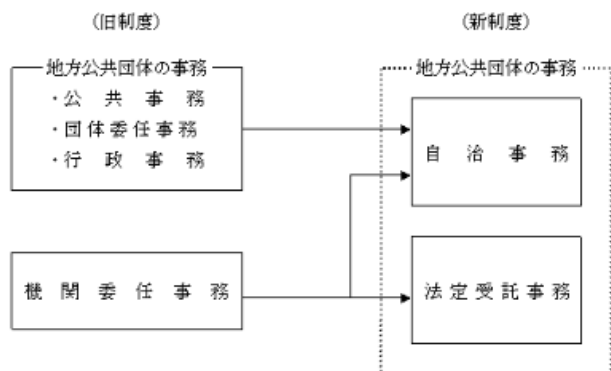 (旧制度)
(新制度)
地方公共団体の事務
・公共事務
・団体委任事務
・行政事務
地方公共団体の事務
自治事務
機関委任事務
法定受託事務